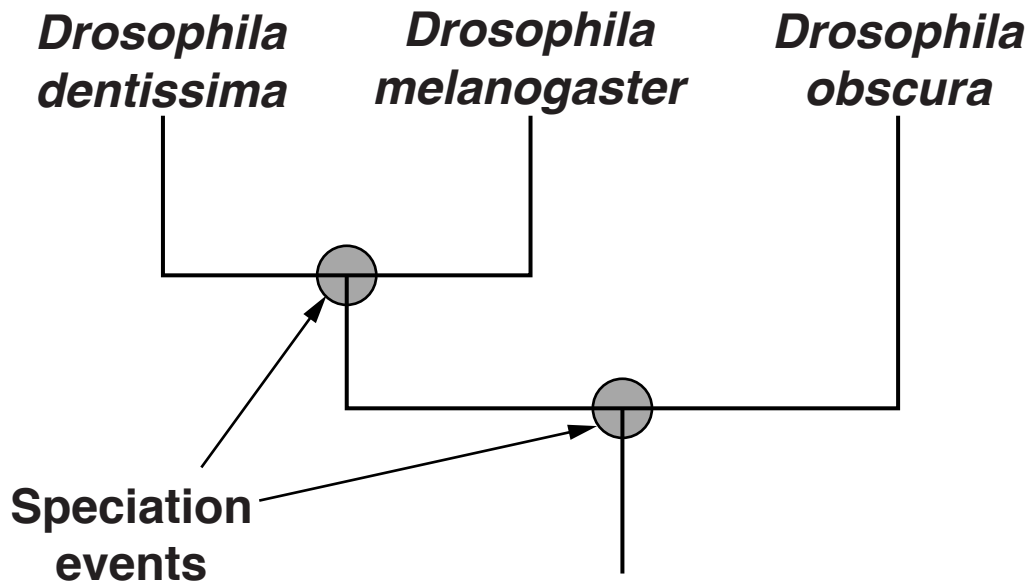 Drosophila
dentissima
Drosophila
melanogaster
Drosophila
obscura
Speciation
events